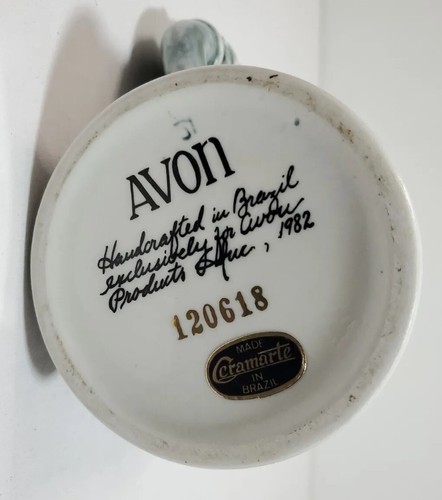 AVON
Handcrafted in Brazil
exclusively for Avon
Products Inc, 1982
120618
MADE
Ceramarte
IN
BRAZIL